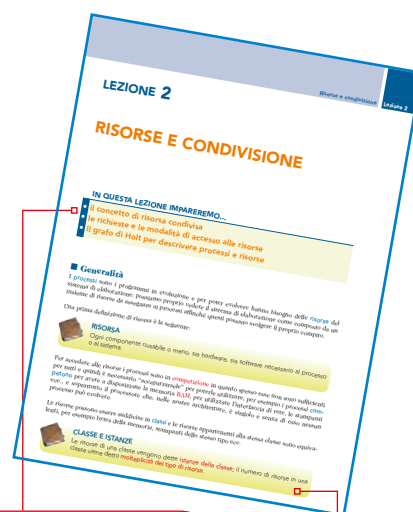 Risorse e condivisione
Lezione 2
LEZIONE 2
RISORSE E CONDIVISIONE
IN QUESTA LEZIONE IMPAREREMO...
• il concetto di risorsa condivisa
• le richieste e le modalità di accesso alle risorse
• il grafo di Holt per descrivere processi e risorse
■ Generalità
I processi sono i programmi in evoluzione e per poter evolvere hanno bisogno delle risorse del
sistema di elaborazione: possiamo proprio vedere il sistema di elaborazione come composto da un
insieme di risorse da assegnare ai processi affinché questi possano svolgere il proprio compito.
Una prima definizione di risorsa è la seguente:
RISORSA
Ogni componente riusabile o meno, sia hardware, sia software necessario al processo
o al sistema.
Per accedere alle risorse i processi sono in competizione in quanto spesso esse non sono sufficienti
per tutti e quindi è necessario "accaparrarsele" per poterle utilizzare: per esempio i processi com-
petono per avere a disposizione la memoria RAM, per utilizzare l'interfaccia di rete, le stampanti
ecc., e soprattutto il processore che, nelle nostre architetture, è singolo e senza di esso nessun
processo può evolvere.
Le risorse possono essere suddivise in classi e le risorse appartenenti alla stessa classe sono equiva-
lenti, per esempio bytes della memoria, stampanti dello stesso tipo ecc.
CLASSE E ISTANZE
Le risorse di una classe vengono dette istanze della classe; il numero di risorse in una
classe viene detto molteplicità del tipo di risorsa.